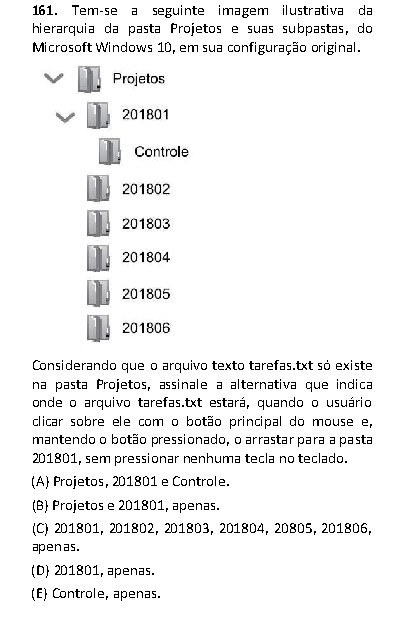 161. Tem-se a seguinte imagem ilustrativa da
hierarquia da pasta Projetos e suas subpastas, do
Microsoft Windows 10, em sua configuração original.
Projetos
201801
Controle
201802
201803
201804
201805
201806
Considerando que o arquivo texto tarefas.txt só existe
na pasta Projetos, assinale a alternativa que indica
onde o arquivo tarefas.txt estará, quando o usuário
clicar sobre ele com o botão principal do mouse e,
mantendo o botão pressionado, o arrastar para a pasta
201801, sem pressionar nenhuma tecla no teclado.
(A) Projetos, 201801 e Controle.
(B) Projetos e 201801, apenas.
(C) 201801, 201802, 201803, 201804, 20805, 201806,
apenas.
(D) 201801, apenas.
(E) Controle, apenas.